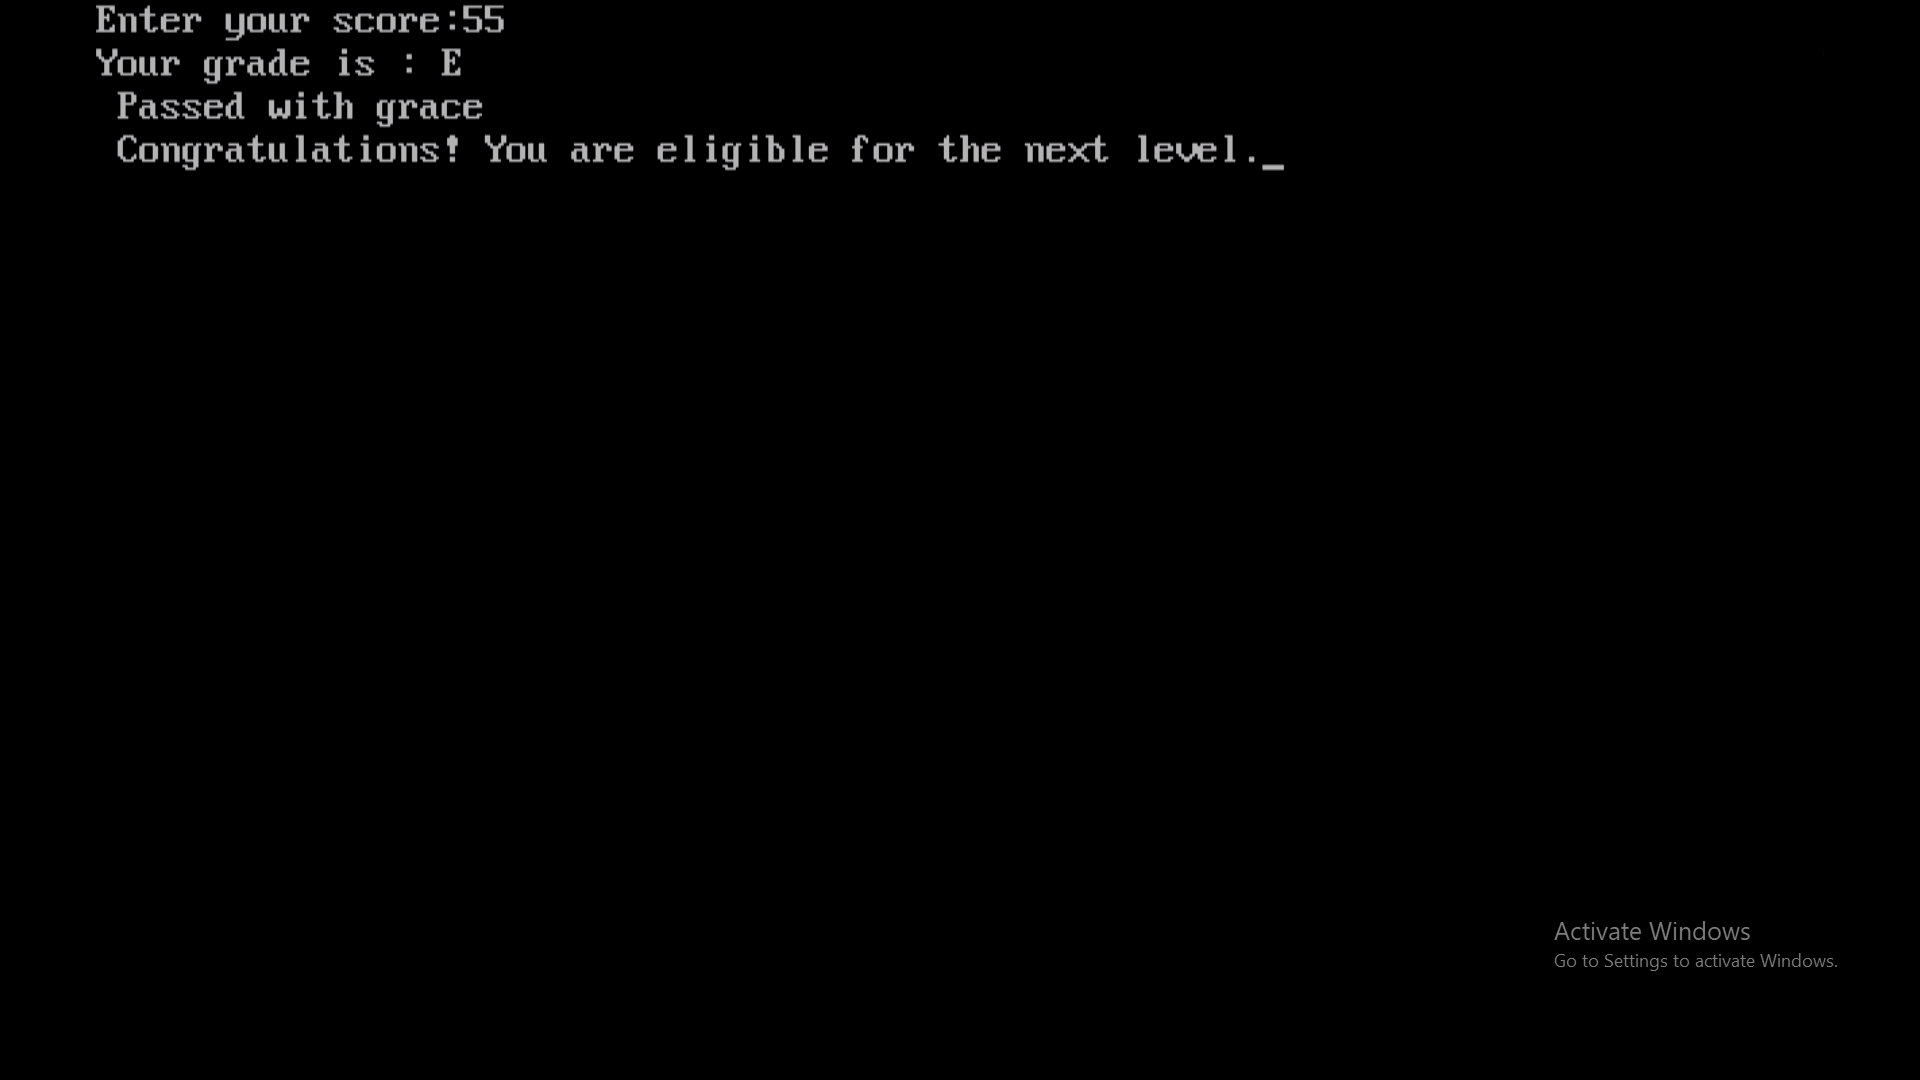 Enter your score:55
Your grade is : E
Passed with grace
Congratulations! You are eligible for the next level._
Activate Windows
Go to Settings to activate Windows.